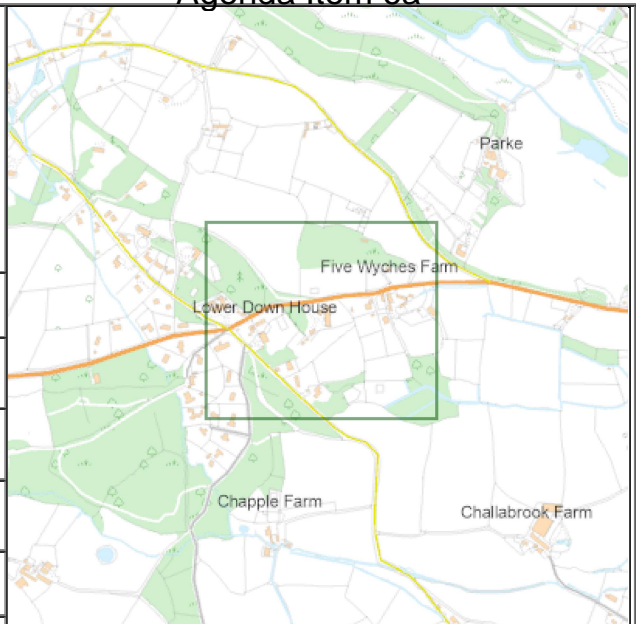 Parke
Five Wyches Farm
Lower Down House
Chapple Farm
Challabrook Farm